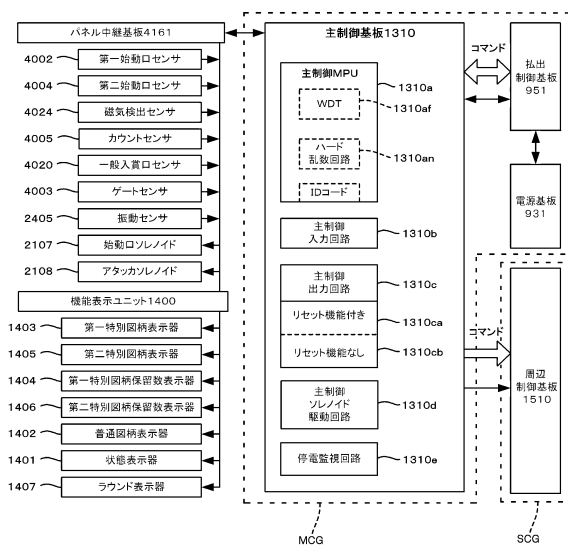 パネル中継基板4161
4002
第一始動口センサ
4004
第二始動口センサ
4024
磁気検出センサ
4005
カウントセンサ
4020
一般入賞口センサ
4003
ゲートセンサ
2405
振動センサ
2107
始動口ソレノイド
2108
アタッカソレノイド
機能表示ユニット1400
1403
第一特別図柄表示器
1405
第二特別図柄表示器
1404
第一特別図柄保留数表示器
1406
第二特別図柄保留数表示器
1402
普通図柄表示器
1401
状態表示器
1407
ラウンド表示器
主制御基板1310
主制御MPU
1310a
WDT
1310af
ハード
乱数回路
1310an
IDコード
主制御
入力回路
1310b
主制御
出力回路
1310c
リセット機能付き
1310ca
リセット機能なし
1310cb
主制御
ソレノイド
駆動回路
1310d
停電監視回路
1310e
MCG
コマンド
払出
制御基板
951
電源基板
931
コマンド
周辺
制御基板
1510
SCG